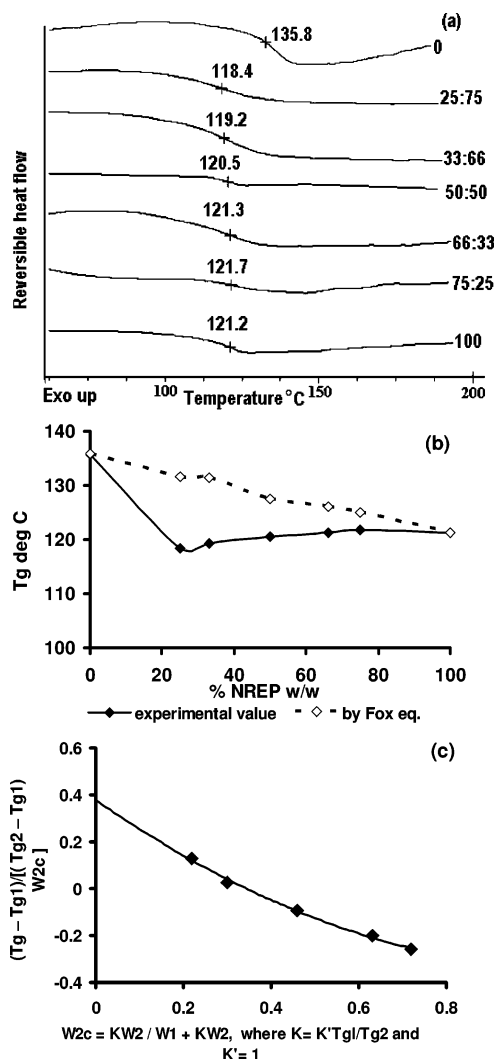 (a)
135.8
0
118.4
25:75
119.2
33:66
120.5
50:50
121.3
66:33
121.7
75:25
121.2
100
Reversible heat flow
100
150
200
Exo up
Temperature°C
(b)
140
130
120
110
100
Tg deg C
0
20
40
60
80
100
% NREP w/w
experimental value
by Fox eq.
(c)
0.6
0.4
0.2
0
-0.2
-0.4
(Tg – Tg1)/[( Tg2 – Tg1)
W2c ]
0.0
0.2
0.4
0.6
0.8
W2c = KW2 / W1 + KW2, where K= K'Tgl/Tg2 and
K'= 1